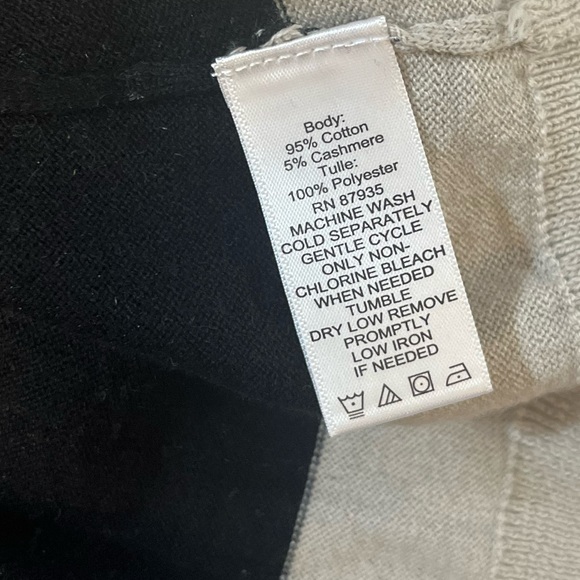 Body:
95% Cotton
5% Cashmere
Tulle:
100% Polyester
RN 87935
MACHINE WASH
COLD SEPARATELY
GENTLE CYCLE
ONLY NON-
CHLORINE BLEACH
WHEN NEEDED
TUMBLE
DRY LOW REMOVE
PROMPTLY
LOW IRON
IF NEEDED